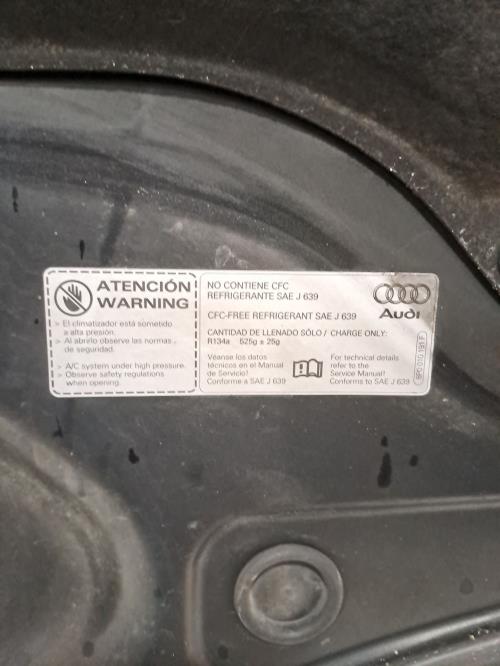 ATENCIÓN
WARNING
> El climatizador está sometido
a alta presión.
> Al abrirlo observe las normas
de seguridad.
> A/C system under high pressure.
> Observe safety regulations
when opening.
NO CONTIENE CFC
REFRIGERANTE SAE J 639
CFC-FREE REFRIGERANT SAE J 639
CANTIDAD DE LLENADO SÓLO / CHARGE ONLY:
R134a 525g ± 25g
Véanse los datos
técnicos en el Manual
de Servicio!
Conforme a SAE J 639
For technical details
refer to the
Service Manual!
Conforms to SAE J 639
Audi